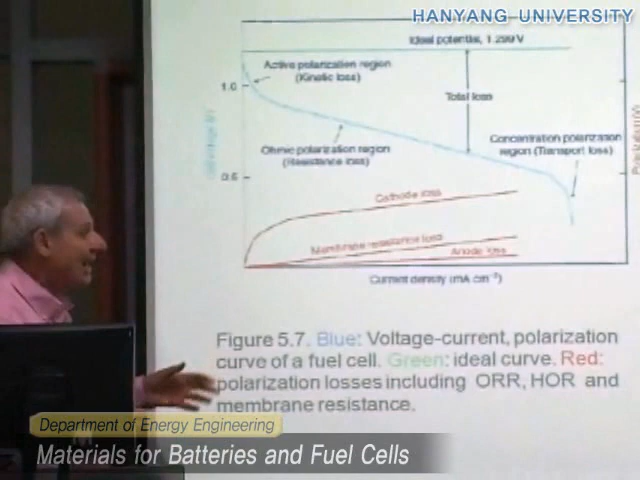 HANYANG UNIVERSITY
Ideal potential, 1.299 V
Active polarization region
(Kinetic loss)
1.0
Total loss
Concentration polarization
region (Transport loss)
Ohmic polarization region
(Resistance loss)
0.5
Cathode loss
Membrane resistance loss
Anode loss
Current density (mA cm⁻²)
Figure 5.7. Blue: Voltage-current, polarization
curve of a fuel cell. Green: ideal curve. Red:
polarization losses including ORR, HOR and
membrane resistance.
Department of Energy Engineering
Materials for Batteries and Fuel Cells